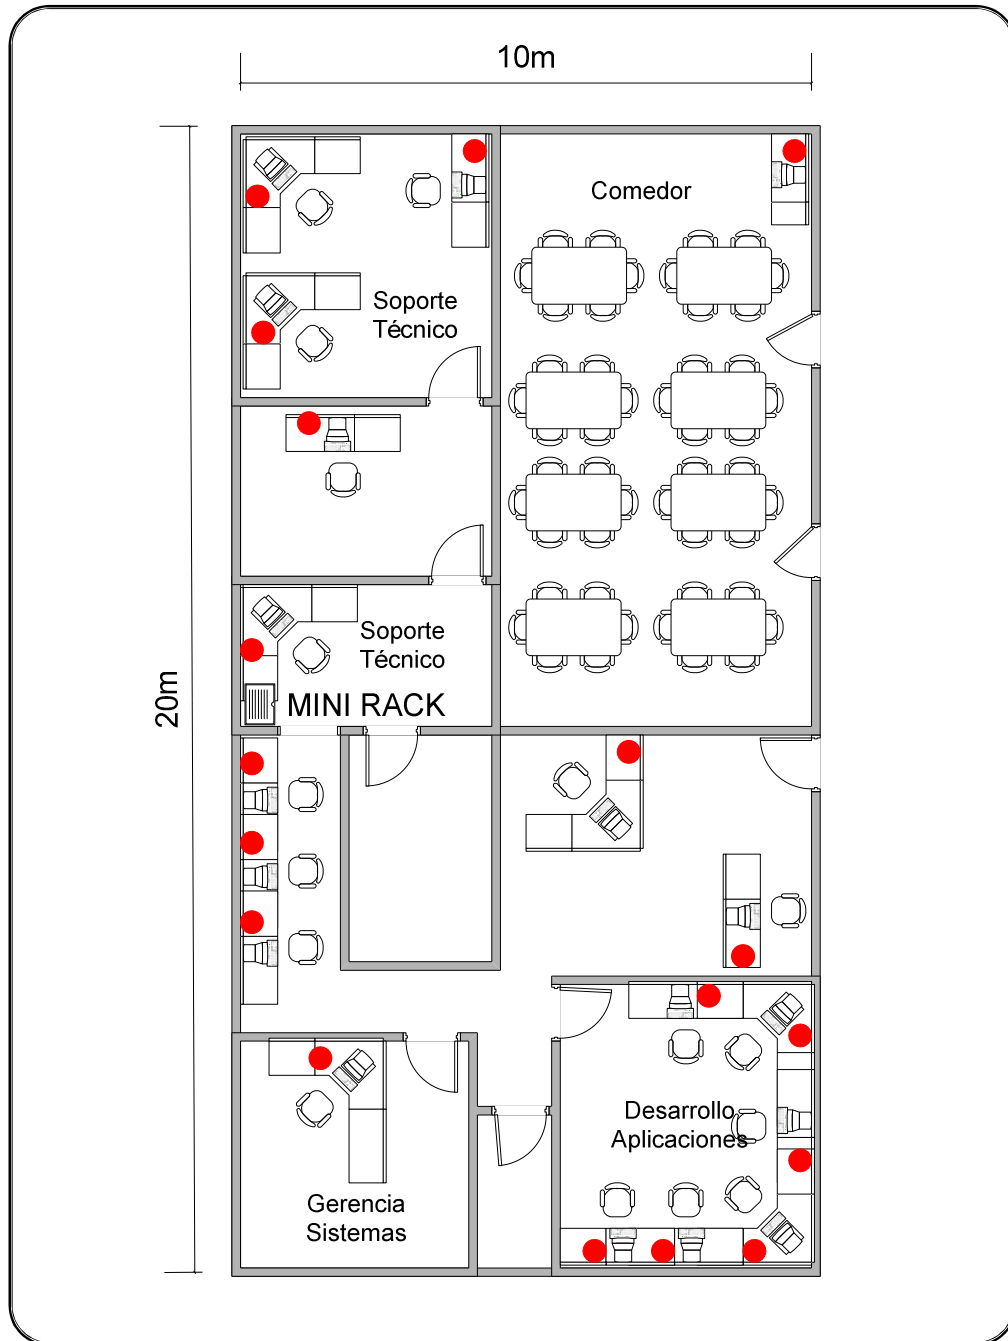 10m
Comedor
Soporte
Técnico
20m
Soporte
Técnico
MINI RACK
Desarrollo
Aplicaciones
Gerencia
Sistemas